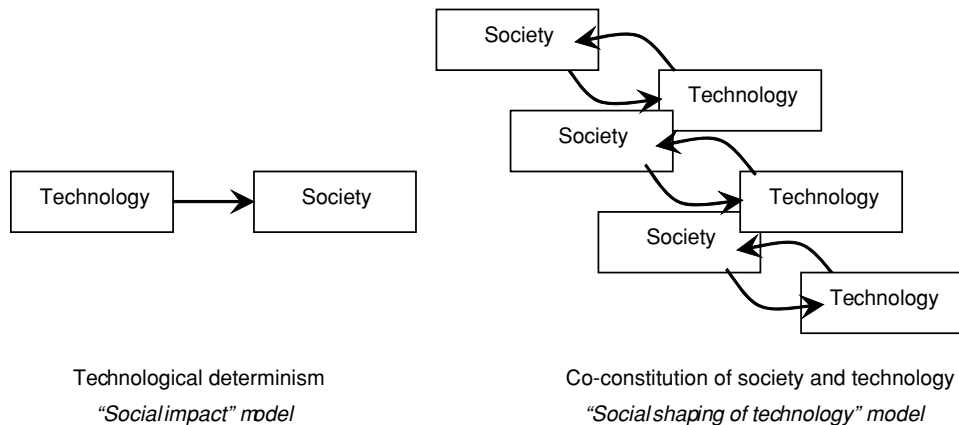 Technology
Society
Technological determinism
“Social impact” model
Society
Technology
Society
Technology
Society
Technology
Co-constitution of society and technology
“Social shaping of technology” model